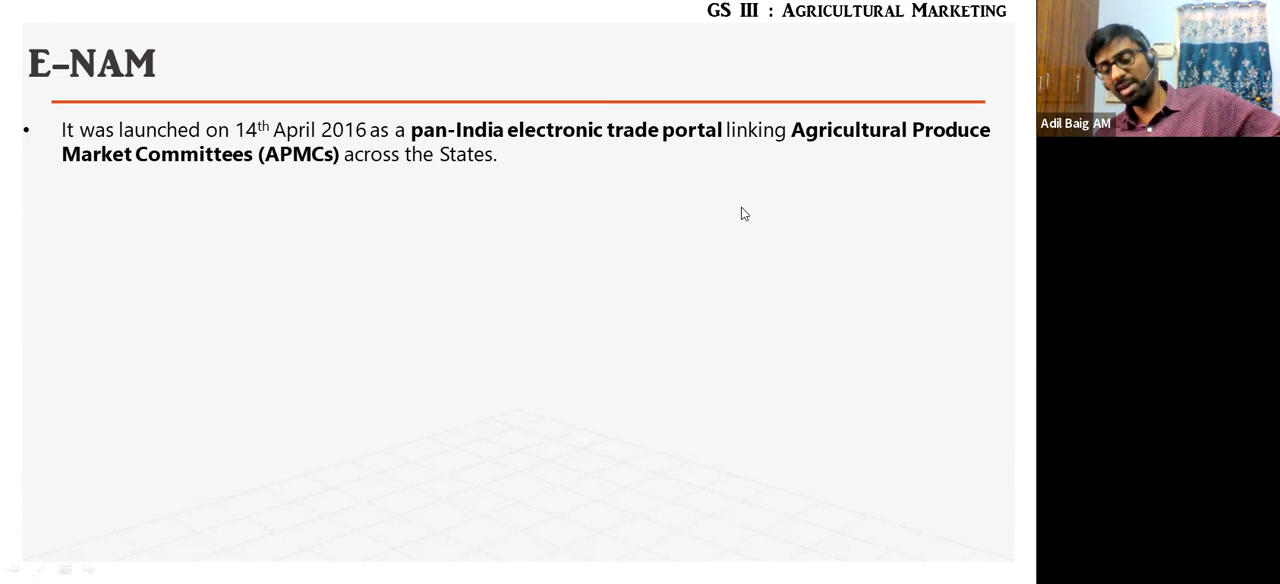 GS III : Agricultural Marketing
E-NAM
• It was launched on 14th April 2016 as a pan-India electronic trade portal linking Agricultural Produce
Market Committees (APMCs) across the States.
Adil Baig AM